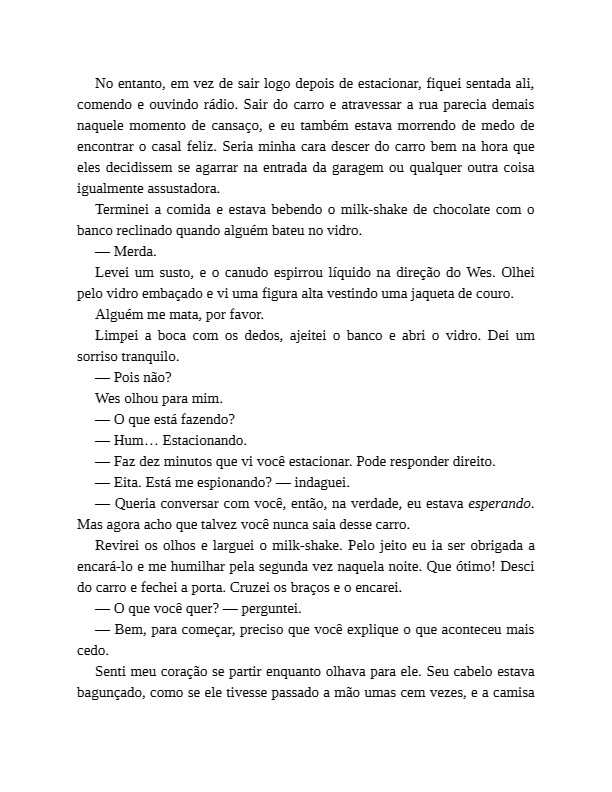 No entanto, em vez de sair logo depois de estacionar, fiquei sentada ali,
comendo e ouvindo rádio. Sair do carro e atravessar a rua parecia demais
naquele momento de cansaço, e eu também estava morrendo de medo de
encontrar o casal feliz. Seria minha cara descer do carro bem na hora que
eles decidissem se agarrar na entrada da garagem ou qualquer outra coisa
igualmente assustadora.
Terminei a comida e estava bebendo o milk-shake de chocolate com o
banco reclinado quando alguém bateu no vidro.
— Merda.
Levei um susto, e o canudo espirrou líquido na direção do Wes. Olhei
pelo vidro embaçado e vi uma figura alta vestindo uma jaqueta de couro.
Alguém me mata, por favor.
Limpei a boca com os dedos, ajeitei o banco e abri o vidro. Dei um
sorriso tranquilo.
— Pois não?
Wes olhou para mim.
— O que está fazendo?
— Hum… Estacionando.
— Faz dez minutos que vi você estacionar. Pode responder direito.
— Eita. Está me espionando? — indaguei.
— Queria conversar com você, então, na verdade, eu estava esperando.
Mas agora acho que talvez você nunca saia desse carro.
Revirei os olhos e larguei o milk-shake. Pelo jeito eu ia ser obrigada a
encará-lo e me humilhar pela segunda vez naquela noite. Que ótimo! Desci
do carro e fechei a porta. Cruzei os braços e o encarei.
— O que você quer? — perguntei.
— Bem, para começar, preciso que você explique o que aconteceu mais
cedo.
Senti meu coração se partir enquanto olhava para ele. Seu cabelo estava
bagunçado, como se ele tivesse passado a mão umas cem vezes, e a camisa